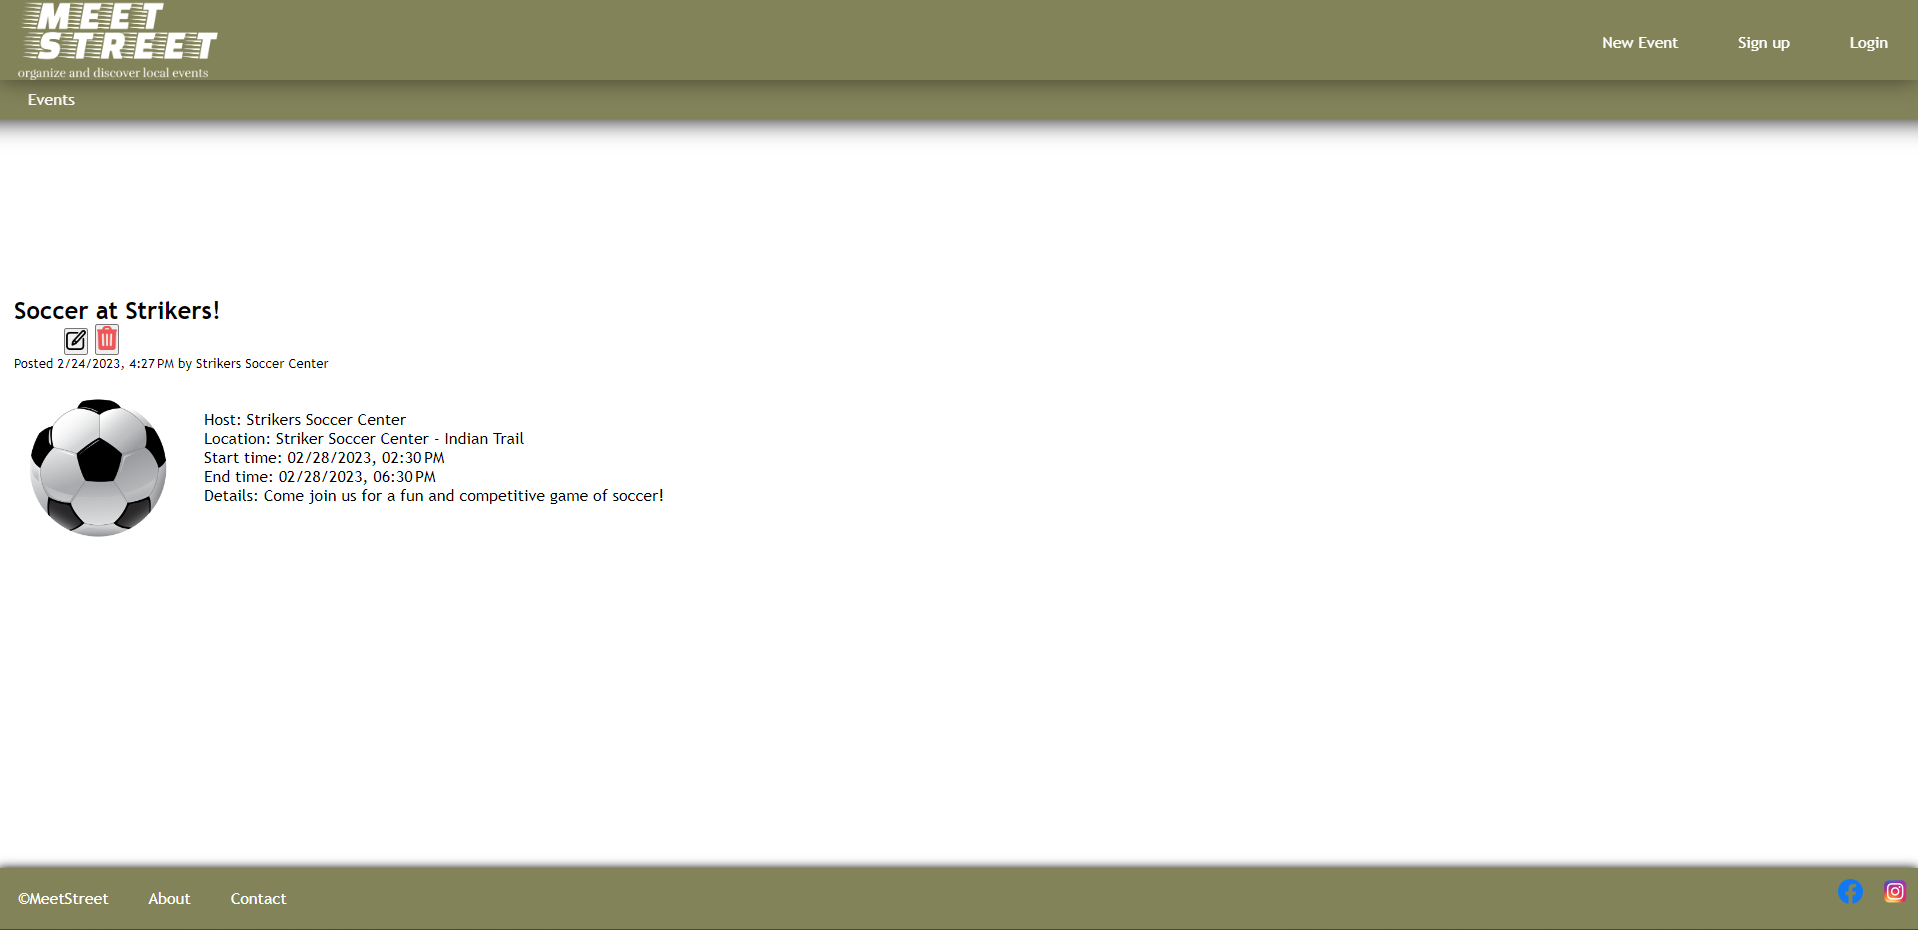 MEET
STREET
organize and discover local events
New Event
Sign up
Login
Events
Soccer at Strikers!
Posted 2/24/2023, 4:27 PM by Strikers Soccer Center
Host: Strikers Soccer Center
Location: Striker Soccer Center - Indian Trail
Start time: 02/28/2023, 02:30 PM
End time: 02/28/2023, 06:30 PM
Details: Come join us for a fun and competitive game of soccer!
©MeetStreet
About
Contact